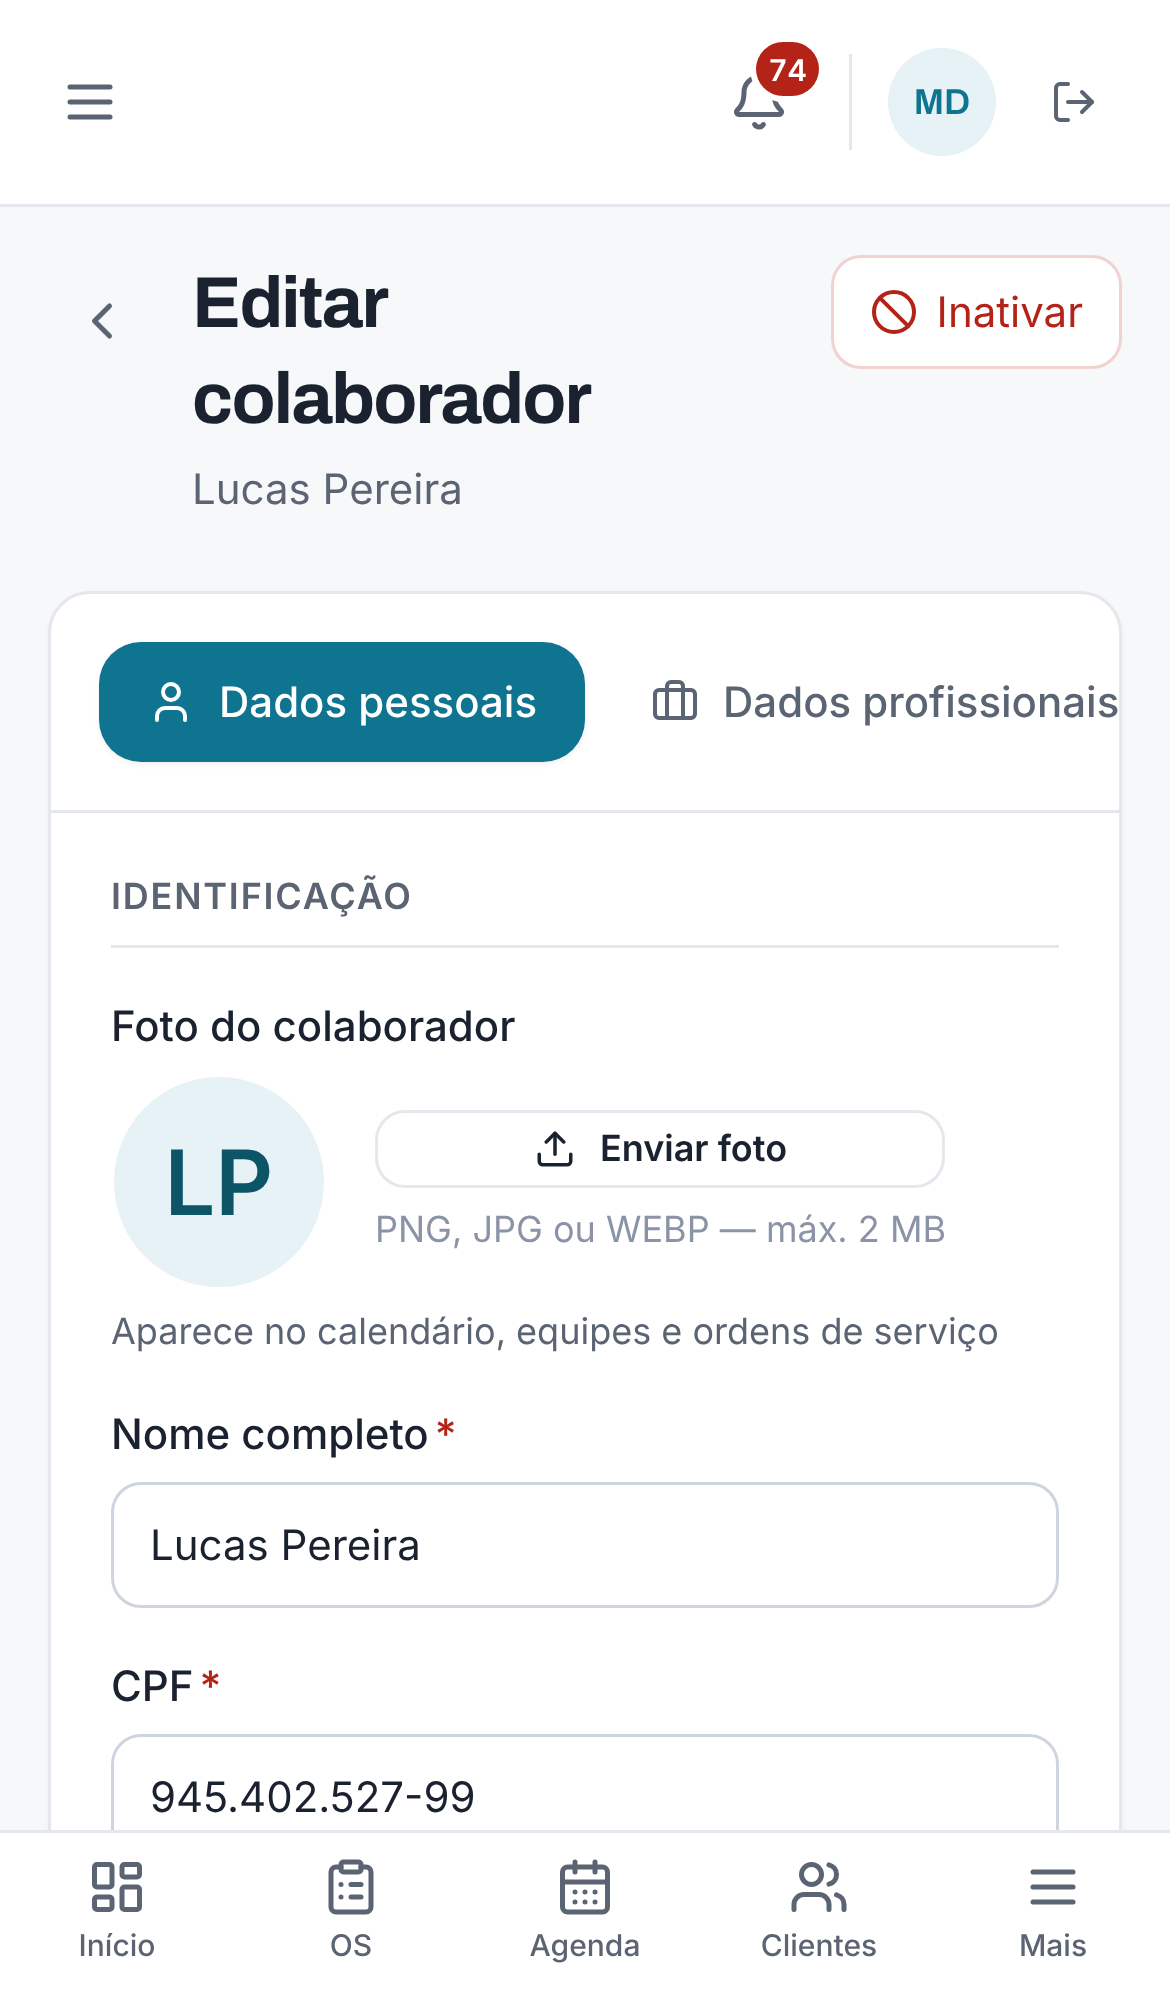 74
MD
Editar
colaborador
Inativar
Lucas Pereira
Dados pessoais
Dados profissionais
IDENTIFICAÇÃO
Foto do colaborador
LP
Enviar foto
PNG, JPG ou WEBP — máx. 2 MB
Aparece no calendário, equipes e ordens de serviço
Nome completo *
Lucas Pereira
CPF *
945.402.527-99
Início
OS
Agenda
Clientes
Mais